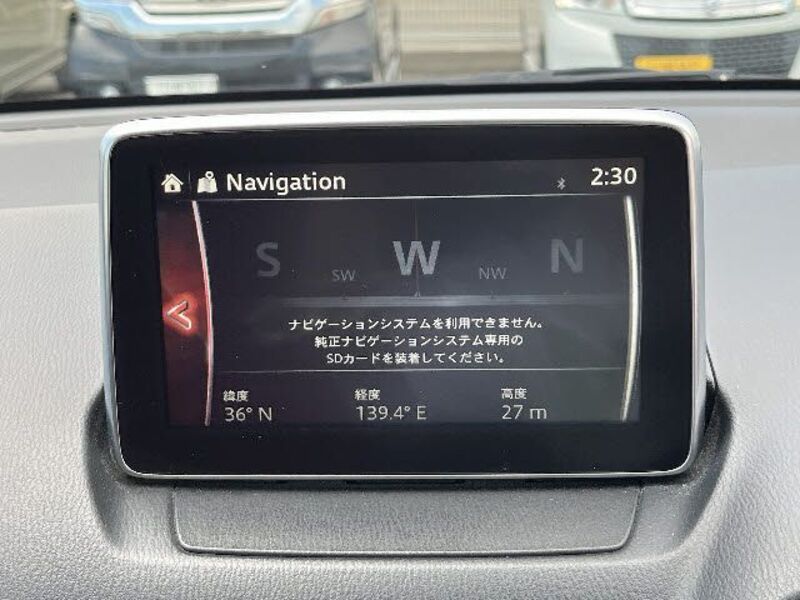 Navigation
2:30
S SW W NW N
ナビゲーションシステムを利用できません。
純正ナビゲーションシステム専用の
SDカードを装着してください。
緯度 経度 高度
36° N 139.4° E 27 m